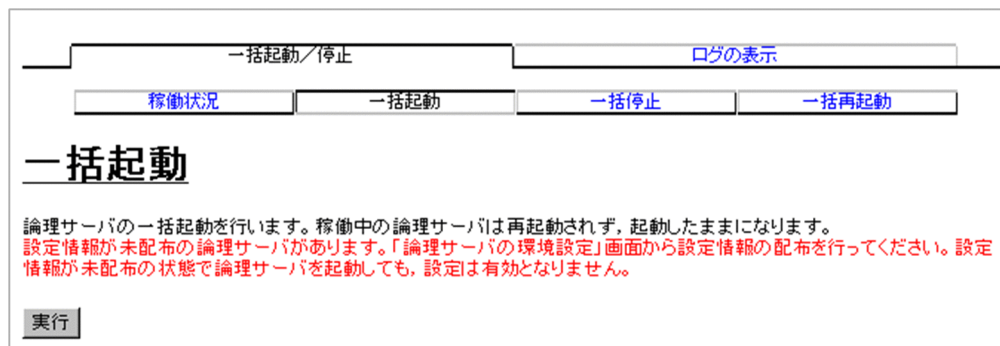 一括起動／停止 ログの表示
稼働状況 一括起動 一括停止 一括再起動
一括起動
論理サーバの一括起動を行います。稼働中の論理サーバは再起動されず，起動したままになります。
設定情報が未配布の論理サーバがあります。「論理サーバの環境設定」画面から設定情報の配布を行ってください。設定
情報が未配布の状態で論理サーバを起動しても，設定は有効となりません。
実行